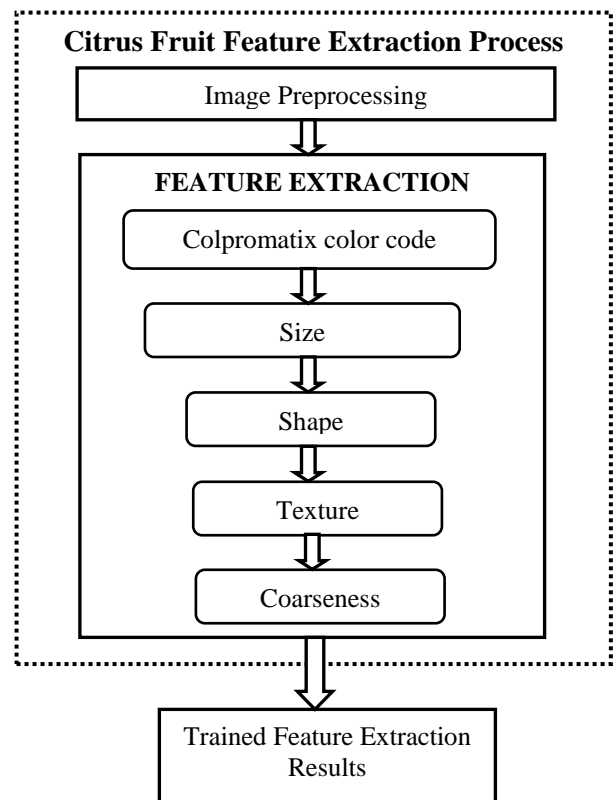 Citrus Fruit Feature Extraction Process
Image Preprocessing
FEATURE EXTRACTION
Colpromatix color code
Size
Shape
Texture
Coarseness
Trained Feature Extraction
Results